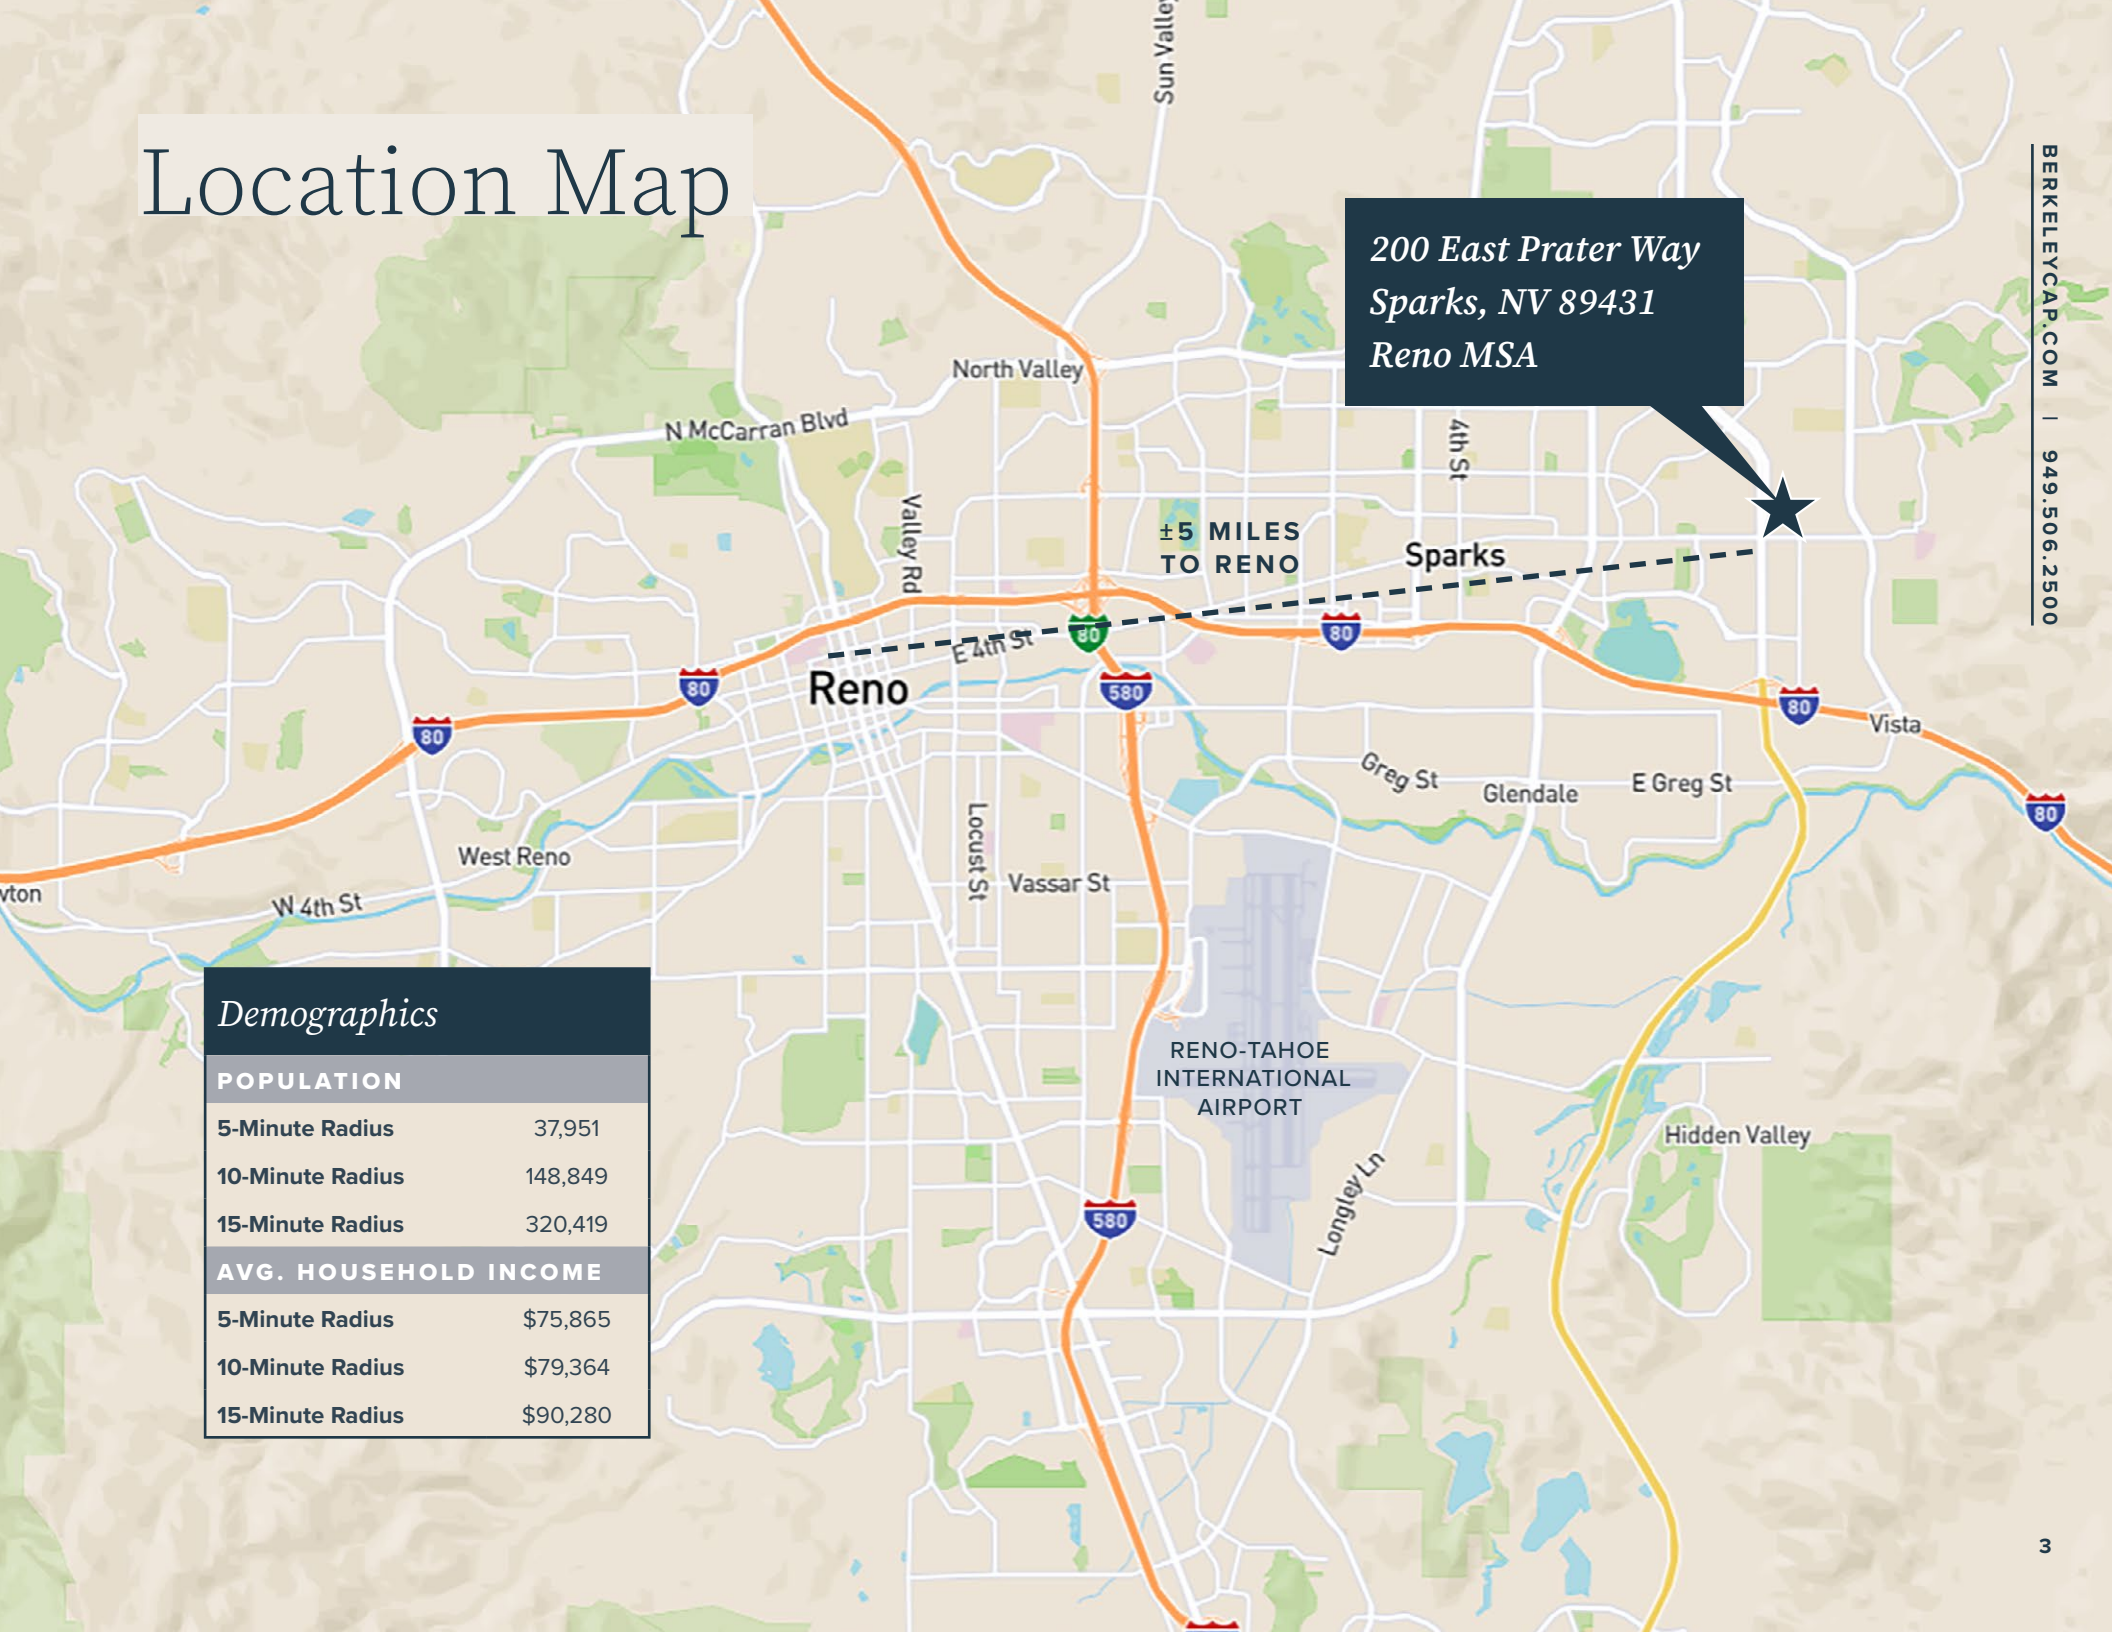 Location Map
200 East Prater Way
Sparks, NV 89431
Reno MSA
BERKELEYCAP.COM | 949.506.2500
Sun Valley
North Valley
N McCarran Blvd
4th St
Valley Rd
±5 MILES
TO RENO
Sparks
E 4th St
80
80
80
Reno
580
80
80
Vista
80
Greg St
Glendale
E Greg St
Locust St
West Reno
Vassar St
W 4th St
RENO-TAHOE
INTERNATIONAL
AIRPORT
Hidden Valley
Longley Ln
580
Demographics
POPULATION
5-Minute Radius 37,951
10-Minute Radius 148,849
15-Minute Radius 320,419
AVG. HOUSEHOLD INCOME
5-Minute Radius $75,865
10-Minute Radius $79,364
15-Minute Radius $90,280
3